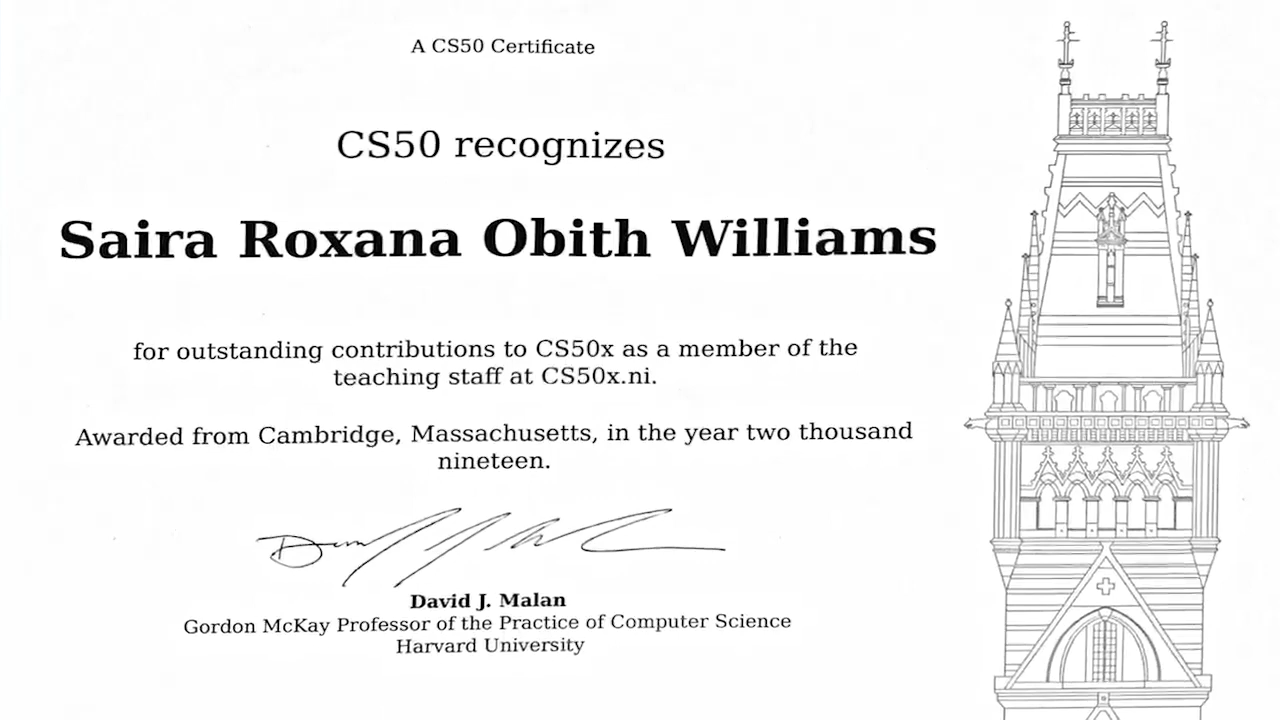 A CS50 Certificate
CS50 recognizes
Saira Roxana Obith Williams
for outstanding contributions to CS50x as a member of the
teaching staff at CS50x.ni.
Awarded from Cambridge, Massachusetts, in the year two thousand
nineteen.
David J. Malan
Gordon McKay Professor of the Practice of Computer Science
Harvard University